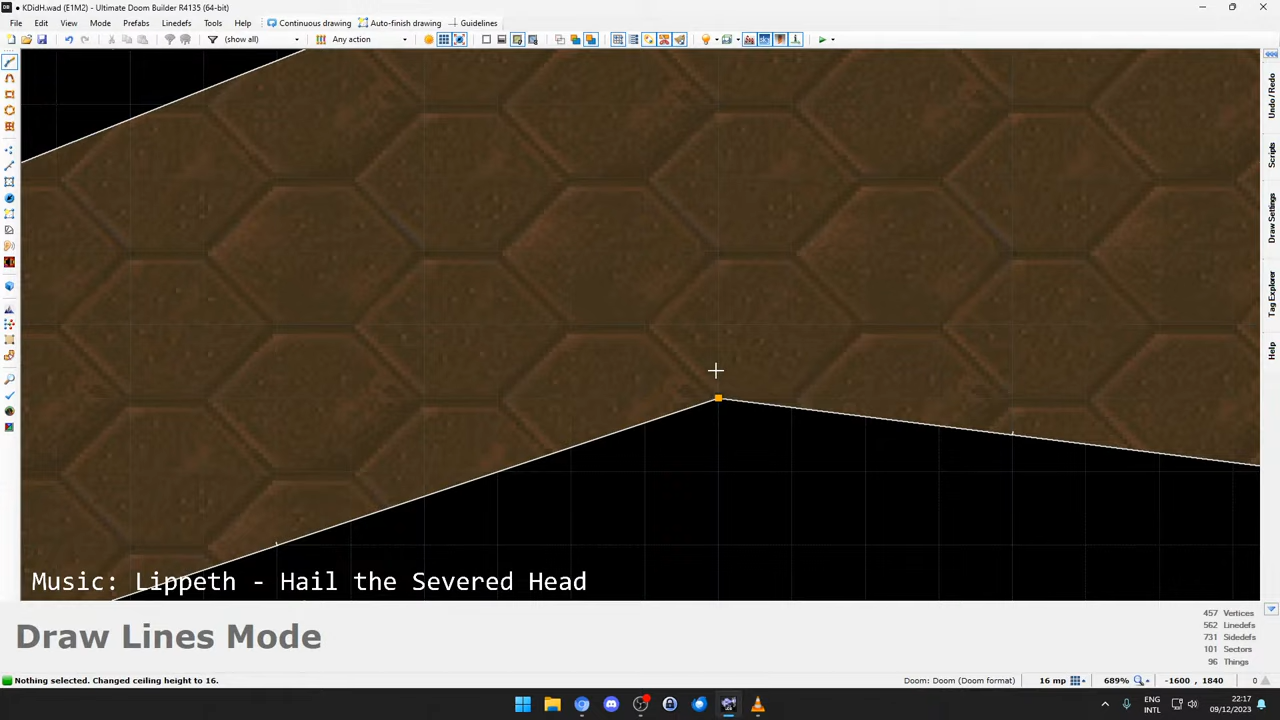 KDidH.wad (E1M2) - Ultimate Doom Builder R4135 (64-bit)
File Edit View Mode Prefabs Linedefs Tools Help Continuous drawing Auto-finish drawing Guidelines
(show all) Any action
Undo/Redo
Scripts
Draw Settings
Tag Explorer
Help
Music: Lippeth - Hail the Severed Head
Draw Lines Mode
457 Vertices
562 Linedefs
731 Sidedefs
101 Sectors
96 Things
Nothing selected. Changed ceiling height to 16.
Doom: Doom (Doom format) 16 mp 689% -1600 , 1840 0
ENG
INTL
22:17
09/12/2023